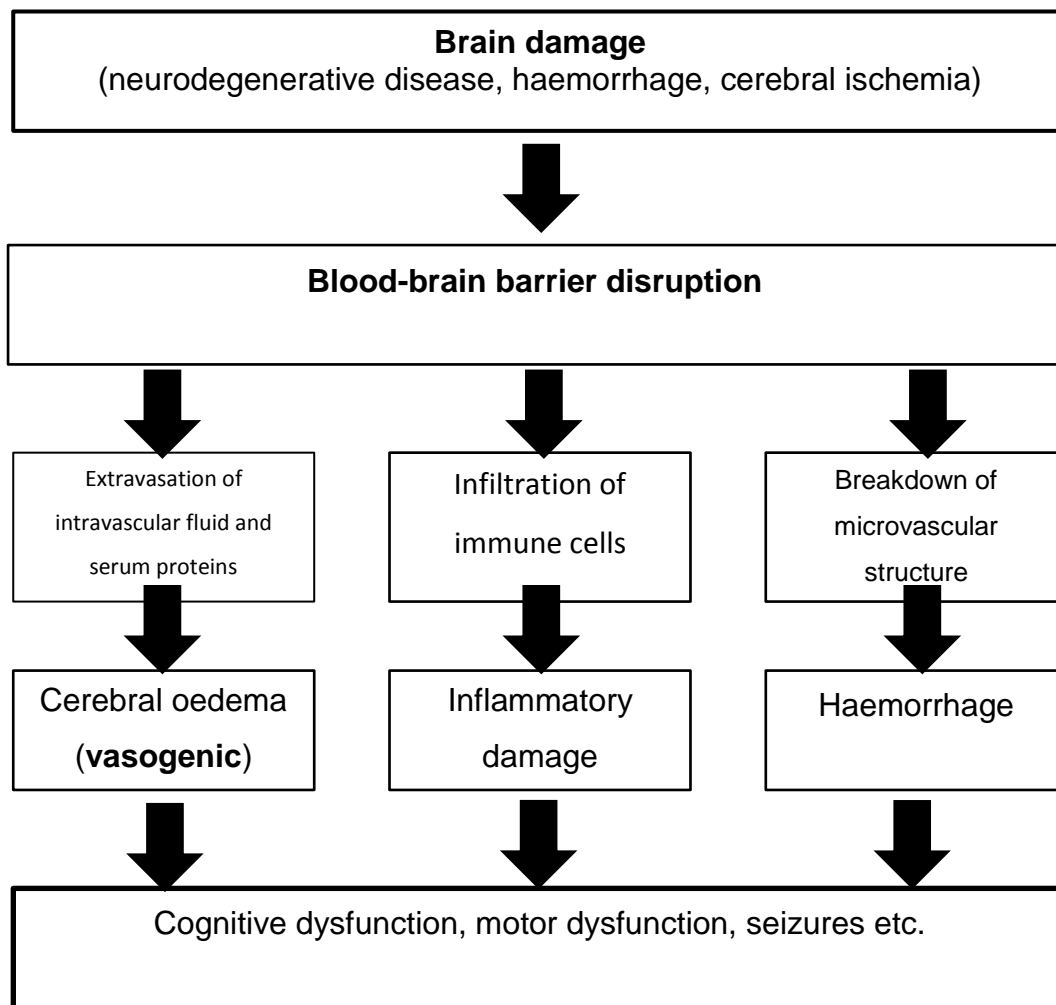 Brain damage
(neurodegenerative disease, haemorrhage, cerebral ischemia)
Blood-brain barrier disruption
Extravasation of
intravascular fluid and
serum proteins
Infiltration of
immune cells
Breakdown of
microvascular
structure
Cerebral oedema
(vasogenic)
Inflammatory
damage
Haemorrhage
Cognitive dysfunction, motor dysfunction, seizures etc.